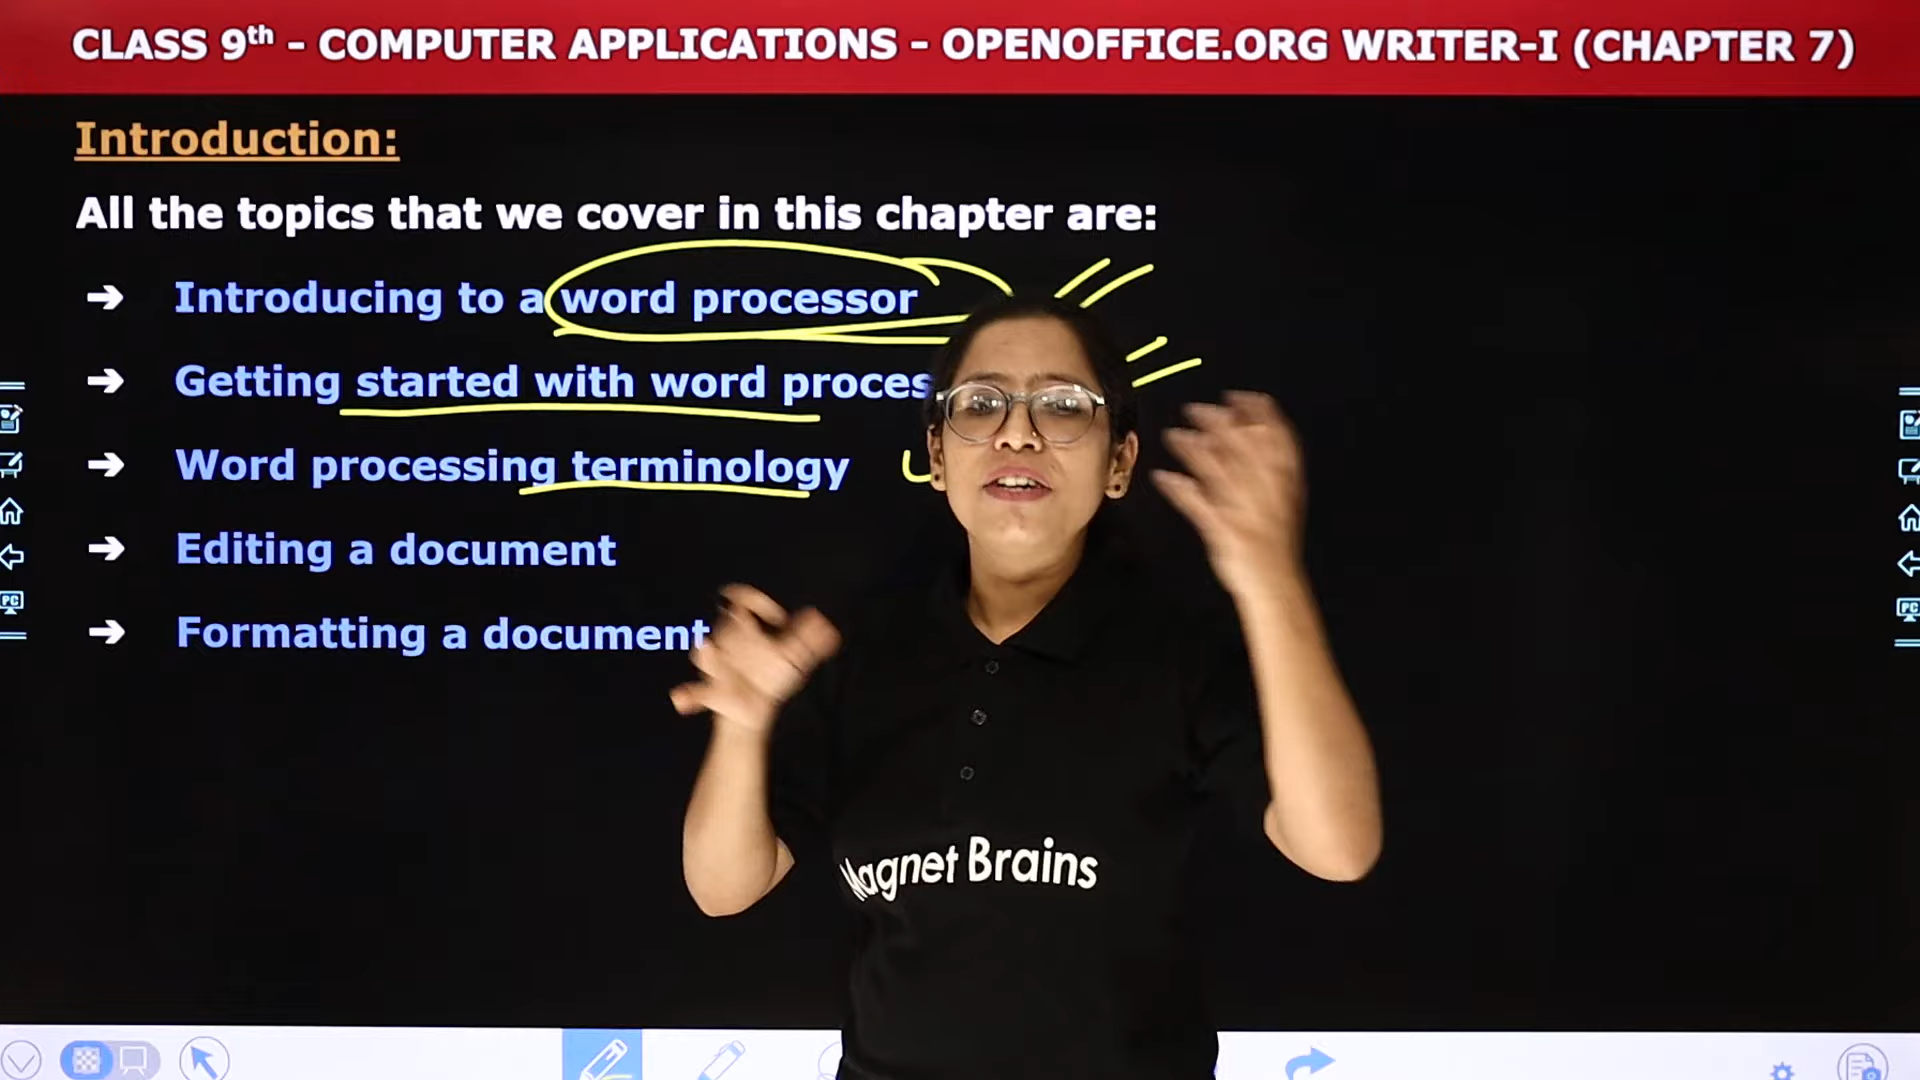 CLASS 9th - COMPUTER APPLICATIONS - OPENOFFICE.ORG WRITER-I (CHAPTER 7)
Introduction:
All the topics that we cover in this chapter are:
➔ Introducing to a word processor
➔ Getting started with word proces
➔ Word processing terminology
➔ Editing a document
➔ Formatting a document
Magnet Brains
PC
PC